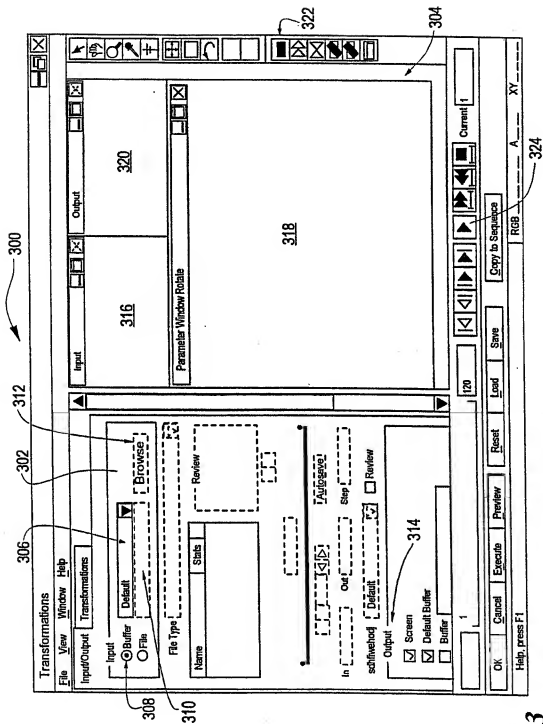 300
Transformations
File View Window Help
Input/Output Transformations
306
302
312
Input
Buffer
Default
File
Browse
308
310
File Type
Name Stats
Review
In Out Step
Autosave
schfiwehodj Default Review
314
Output
Screen
Default Buffer
Buffer
Input
316
Output
320
Parameter Window Rotate
318
322
304
1 120 Current 1
324
OK Cancel Execute Preview Reset Load Save Copy to Sequence
Help, press F1 RGB A XY
3